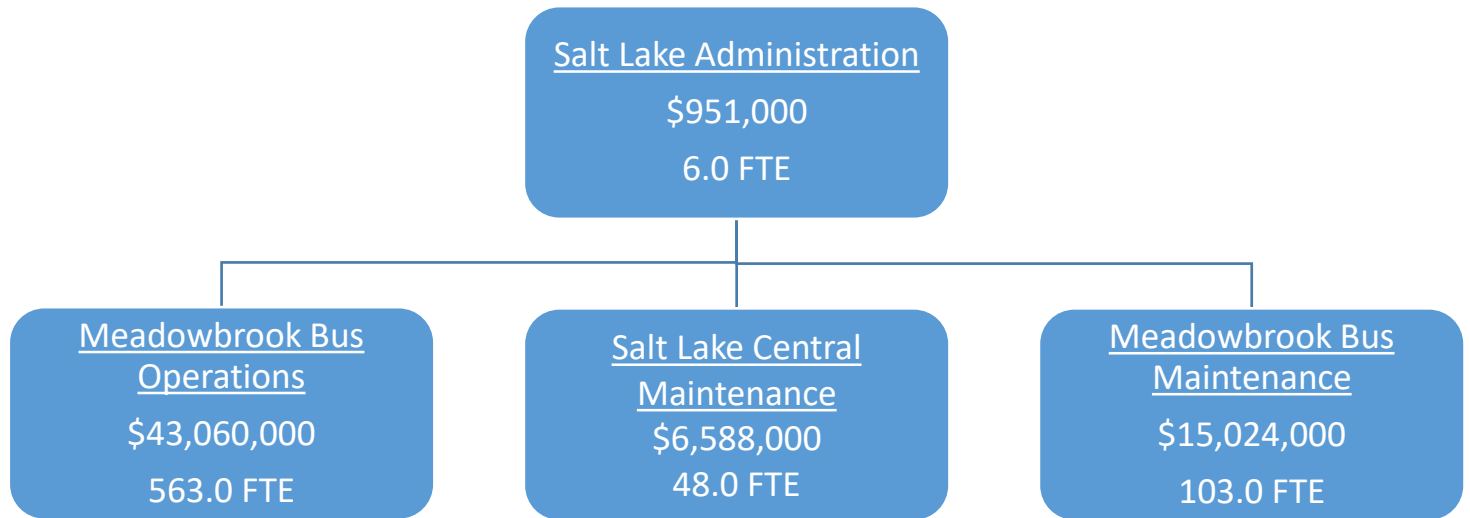 Salt Lake Administration
$951,000
6.0 FTE
Meadowbrook Bus
Operations
$43,060,000
563.0 FTE
Salt Lake Central
Maintenance
$6,588,000
48.0 FTE
Meadowbrook Bus
Maintenance
$15,024,000
103.0 FTE